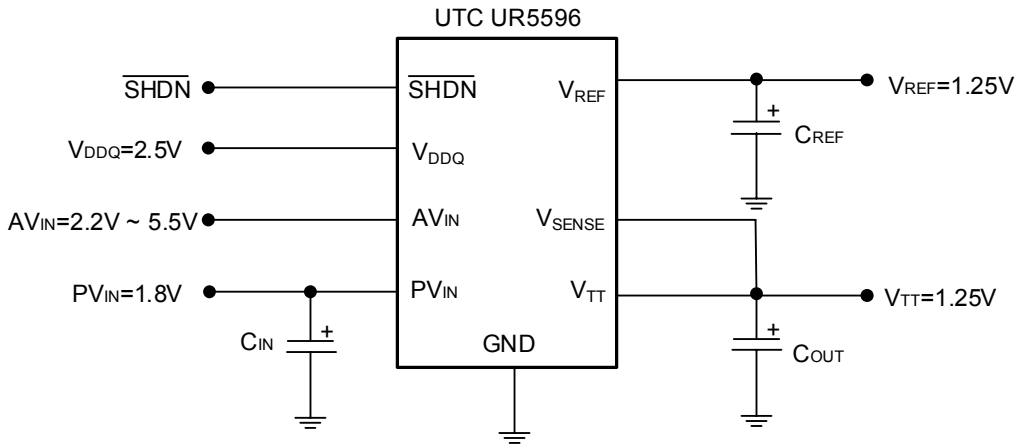 UTC UR5596
SHDN
SHDN
VREF
VREF=1.25V
CREF
VDDQ=2.5V
VDDQ
AVIN=2.2V ~ 5.5V
AVIN
VSENSE
PVIN=1.8V
PVIN
VTT
VTT=1.25V
CIN
GND
COUT
+
+
+